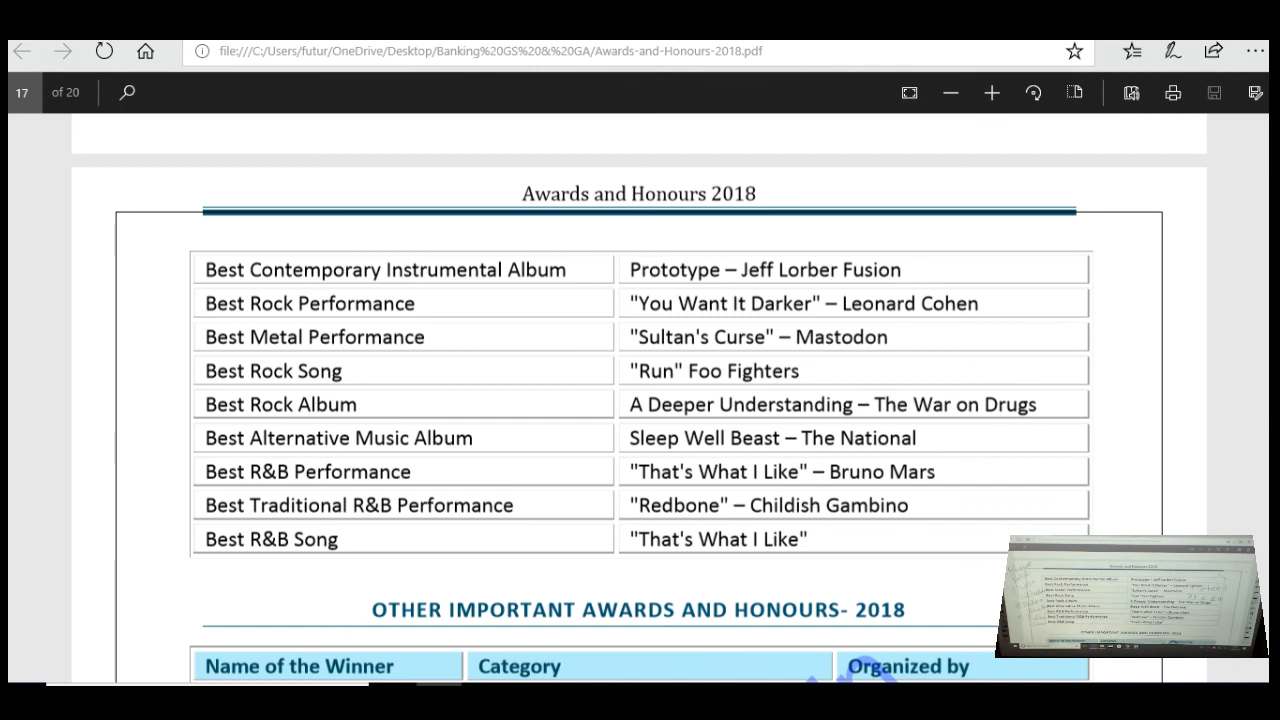 file:///C:/Users/futur/OneDrive/Desktop/Banking%20GS%20&%20GA/Awards-and-Honours-2018.pdf
17 of 20
Awards and Honours 2018
Best Contemporary Instrumental Album Prototype – Jeff Lorber Fusion
Best Rock Performance "You Want It Darker" – Leonard Cohen
Best Metal Performance "Sultan's Curse" – Mastodon
Best Rock Song "Run" Foo Fighters
Best Rock Album A Deeper Understanding – The War on Drugs
Best Alternative Music Album Sleep Well Beast – The National
Best R&B Performance "That's What I Like" – Bruno Mars
Best Traditional R&B Performance "Redbone" – Childish Gambino
Best R&B Song "That's What I Like"
OTHER IMPORTANT AWARDS AND HONOURS- 2018
Name of the Winner Category Organized by